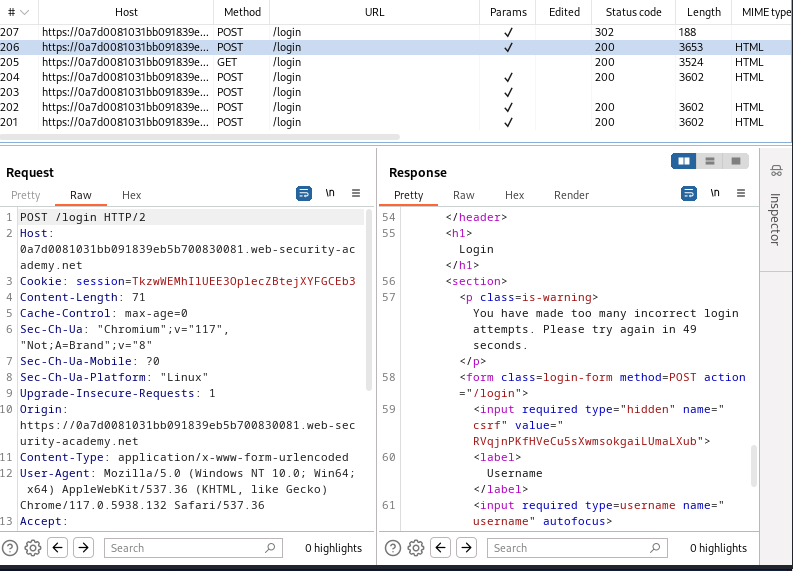 # Host Method URL Params Edited Status code Length MIME type
207 https://0a7d0081031bb091839e... POST /login ✓ 302 188
206 https://0a7d0081031bb091839e... POST /login ✓ 200 3653 HTML
205 https://0a7d0081031bb091839e... GET /login 200 3524 HTML
204 https://0a7d0081031bb091839e... POST /login ✓ 200 3602 HTML
203 https://0a7d0081031bb091839e... POST /login ✓
202 https://0a7d0081031bb091839e... POST /login ✓ 200 3602 HTML
201 https://0a7d0081031bb091839e... POST /login ✓ 200 3602 HTML
Request
Pretty Raw Hex \n
1 POST /login HTTP/2
2 Host:
0a7d0081031bb091839eb5b700830081.web-security-ac
ademy.net
3 Cookie: session=TkzwWEMhIlUEE3OplecZBtejXYFGCEb3
4 Content-Length: 71
5 Cache-Control: max-age=0
6 Sec-Ch-Ua: "Chromium";v="117",
"Not;A=Brand";v="8"
7 Sec-Ch-Ua-Mobile: ?0
8 Sec-Ch-Ua-Platform: "Linux"
9 Upgrade-Insecure-Requests: 1
10 Origin:
https://0a7d0081031bb091839eb5b700830081.web-sec
urity-academy.net
11 Content-Type: application/x-www-form-urlencoded
12 User-Agent: Mozilla/5.0 (Windows NT 10.0; Win64;
x64) AppleWebKit/537.36 (KHTML, like Gecko)
Chrome/117.0.5938.132 Safari/537.36
13 Accept:
Search 0 highlights
Response
Pretty Raw Hex Render \n
54 </header>
55 <h1>
Login
</h1>
56 <section>
57 <p class=is-warning>
You have made too many incorrect login
attempts. Please try again in 49
seconds.
</p>
58 <form class=login-form method=POST action
="/login">
59 <input required type="hidden" name="
csrf" value="
RVqjnPKfHVeCu5sXwmsokgaiLUmaLXub">
60 <label>
Username
</label>
61 <input required type=username name="
username" autofocus>
Search 0 highlights
Inspector